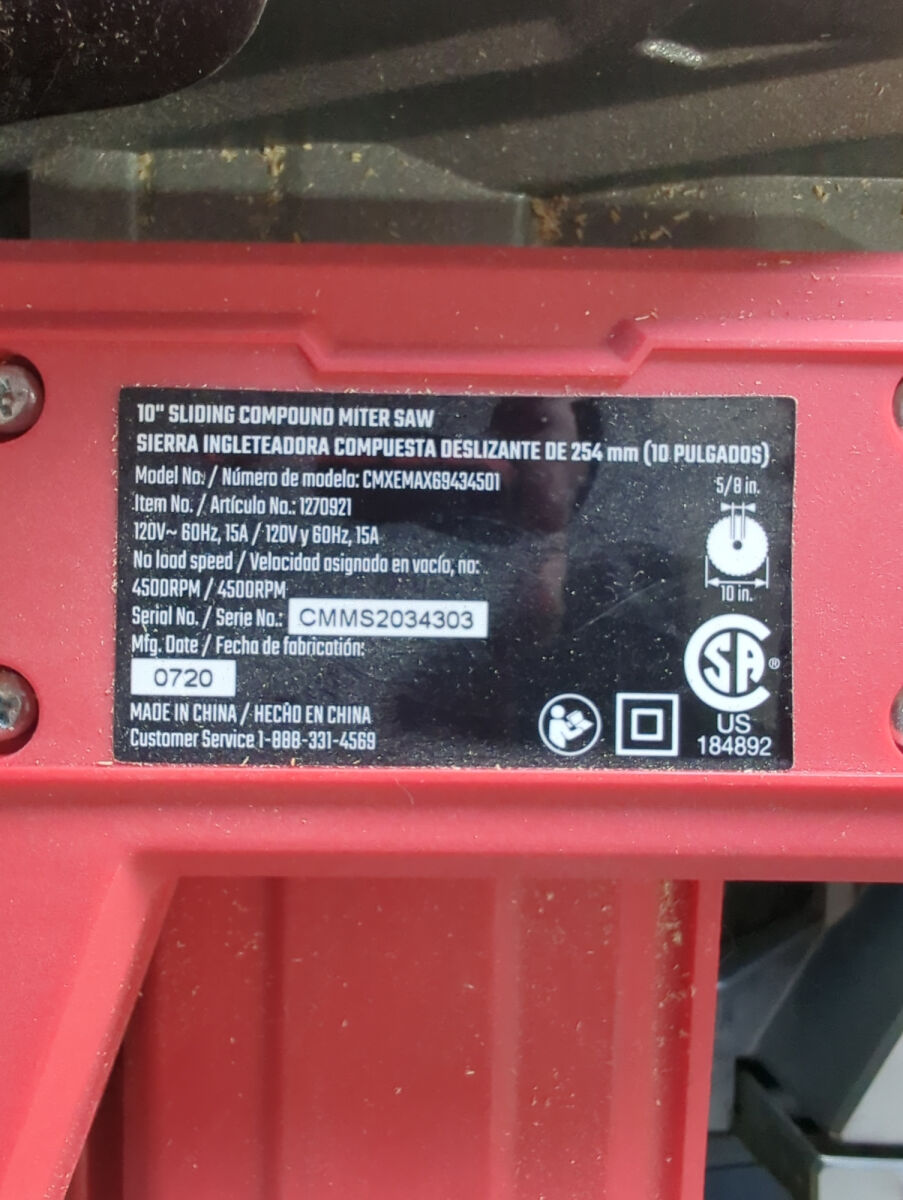 10" SLIDING COMPOUND MITER SAW
SIERRA INGLETEADORA COMPUESTA DESLIZANTE DE 254 mm (10 PULGADOS)
Model No. / Número de modelo: CMXEMAX69434501
Item No. / Artículo No.: 1270921
120V~ 60Hz, 15A / 120V y 60Hz, 15A
No load speed / Velocidad asignada en vacío, no:
4500RPM / 4500RPM
Serial No. / Serie No.: CMMS2034303
Mfg. Date / Fecha de fabricatión:
0720
MADE IN CHINA / HECHO EN CHINA
Customer Service 1-888-331-4569
5/8 in.
10 in.
SA ®
US
184892